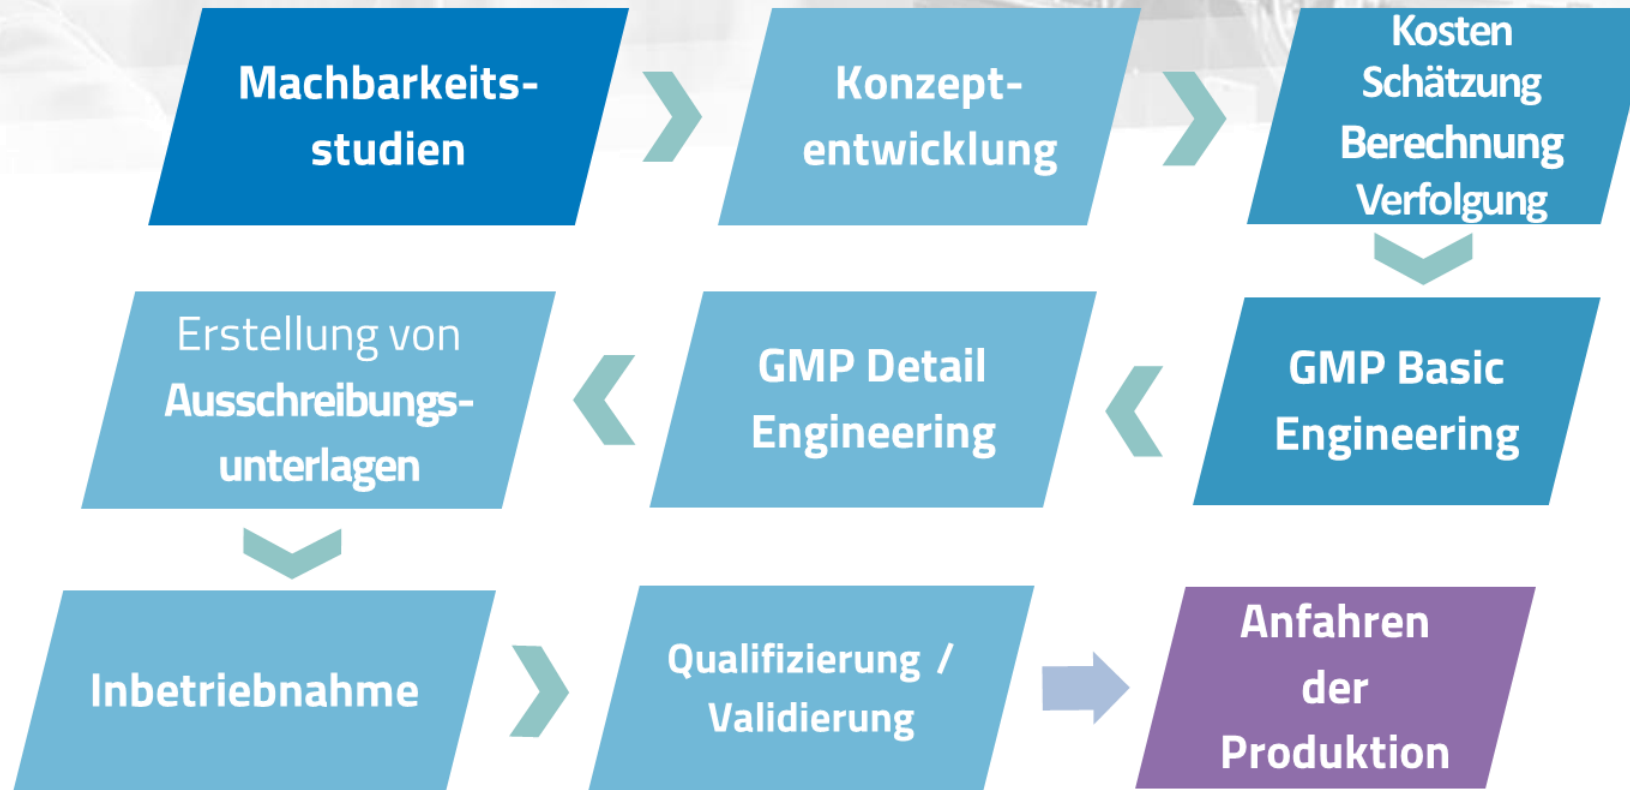 Machbarkeits-
studien
Konzept-
entwicklung
Kosten
Schätzung
Berechnung
Verfolgung
GMP Basic
Engineering
GMP Detail
Engineering
Erstellung von
Ausschreibungs-
unterlagen
Inbetriebnahme
Qualifizierung /
Validierung
Anfahren
der
Produktion